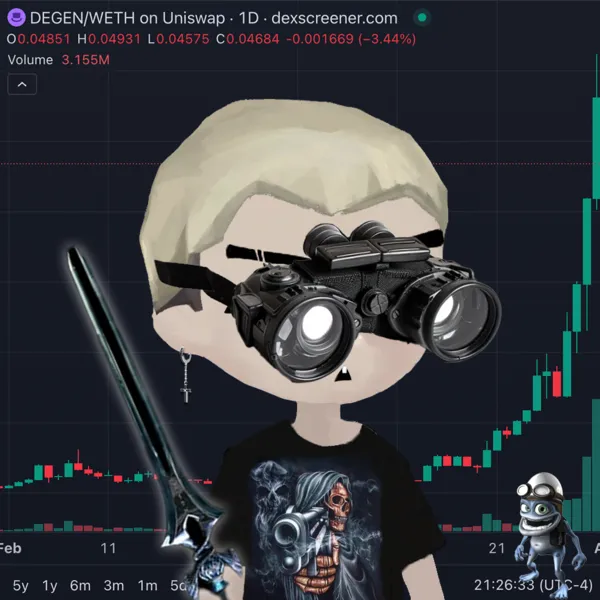 DEGEN/WETH on Uniswap · 1D · dexscreener.com
O0.04851 H0.04931 L0.04575 C0.04684 -0.001669 (−3.44%)
Volume 3.155M
Feb 11 21
5y 1y 6m 3m 1m 21:26:33 (UTC-4)